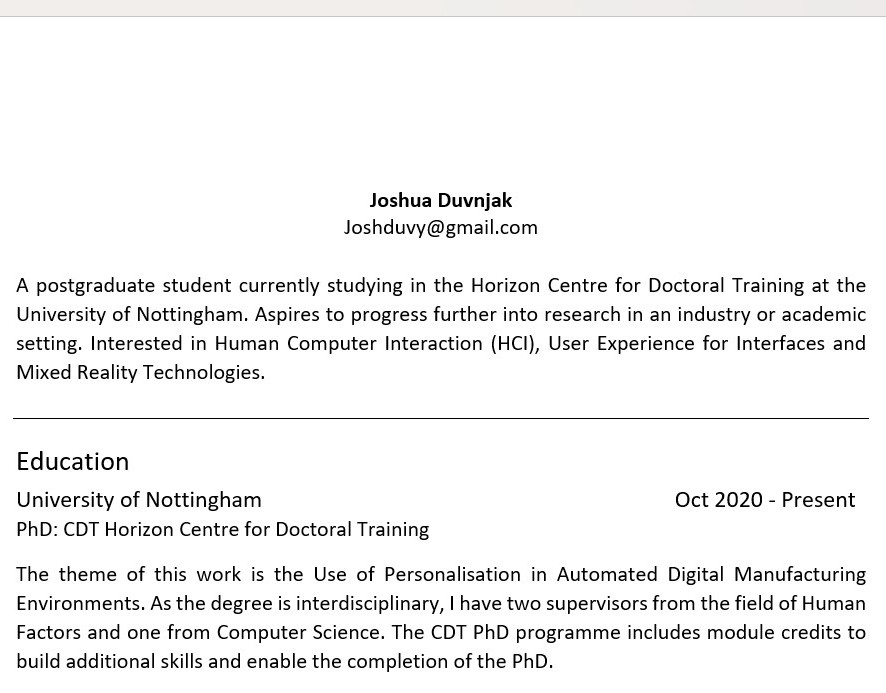 Joshua Duvnjak
Joshduvy@gmail.com
A postgraduate student currently studying in the Horizon Centre for Doctoral Training at the
University of Nottingham. Aspires to progress further into research in an industry or academic
setting. Interested in Human Computer Interaction (HCI), User Experience for Interfaces and
Mixed Reality Technologies.
Education
University of Nottingham Oct 2020 - Present
PhD: CDT Horizon Centre for Doctoral Training
The theme of this work is the Use of Personalisation in Automated Digital Manufacturing
Environments. As the degree is interdisciplinary, I have two supervisors from the field of Human
Factors and one from Computer Science. The CDT PhD programme includes module credits to
build additional skills and enable the completion of the PhD.